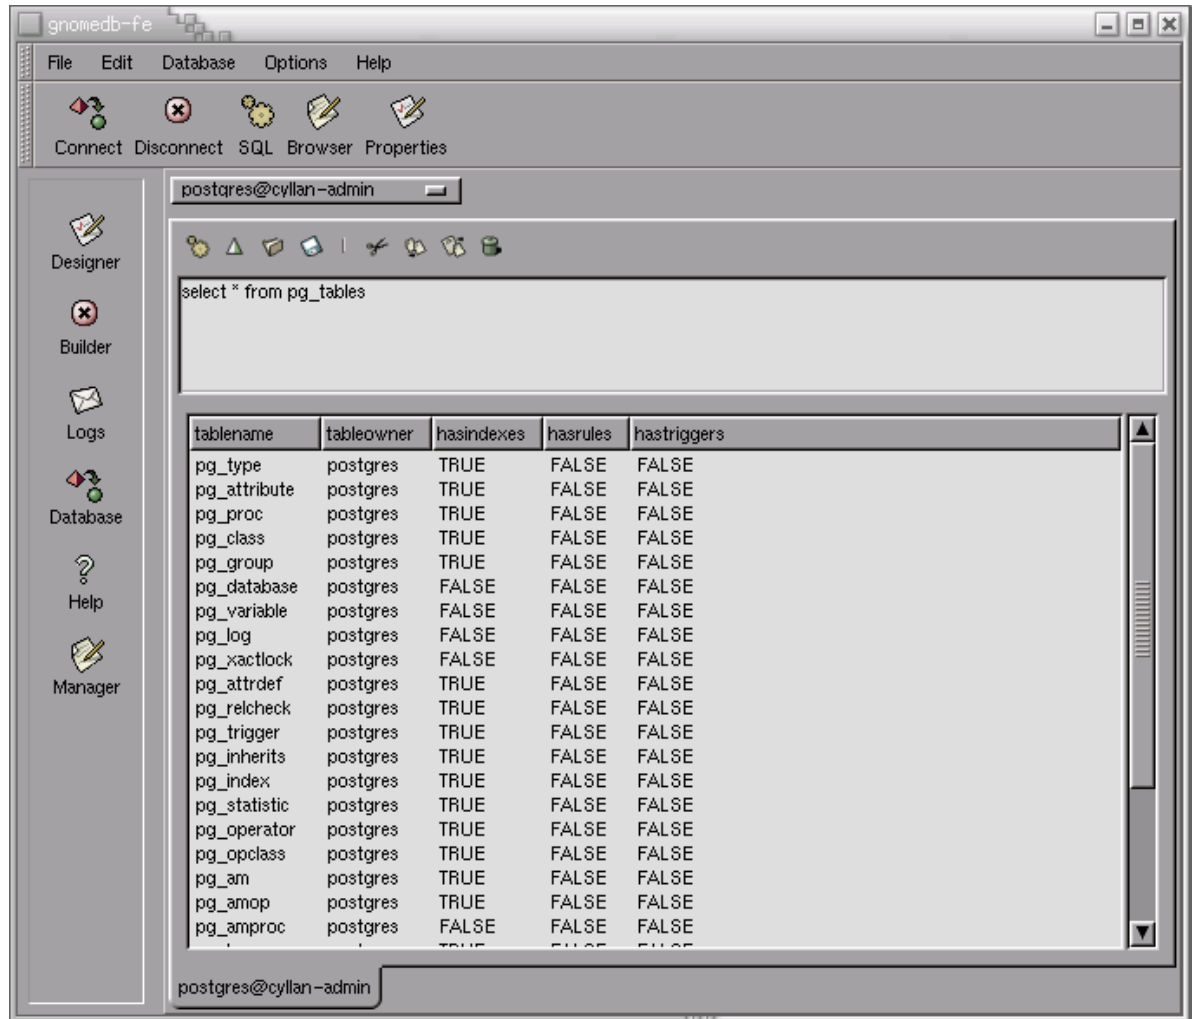 gnomedb-fe
File Edit Database Options Help
Connect Disconnect SQL Browser Properties
postgres@cyllan-admin
Designer
Builder
Logs
Database
Help
Manager
select * from pg_tables
tablename tableowner hasindexes hasrules hastriggers
pg_type postgres TRUE FALSE FALSE
pg_attribute postgres TRUE FALSE FALSE
pg_proc postgres TRUE FALSE FALSE
pg_class postgres TRUE FALSE FALSE
pg_group postgres TRUE FALSE FALSE
pg_database postgres FALSE FALSE FALSE
pg_variable postgres FALSE FALSE FALSE
pg_log postgres FALSE FALSE FALSE
pg_xactlock postgres FALSE FALSE FALSE
pg_attrdef postgres TRUE FALSE FALSE
pg_relcheck postgres TRUE FALSE FALSE
pg_trigger postgres TRUE FALSE FALSE
pg_inherits postgres TRUE FALSE FALSE
pg_index postgres TRUE FALSE FALSE
pg_statistic postgres TRUE FALSE FALSE
pg_operator postgres TRUE FALSE FALSE
pg_opclass postgres TRUE FALSE FALSE
pg_am postgres TRUE FALSE FALSE
pg_amop postgres TRUE FALSE FALSE
pg_amproc postgres FALSE FALSE FALSE
postgres@cyllan-admin